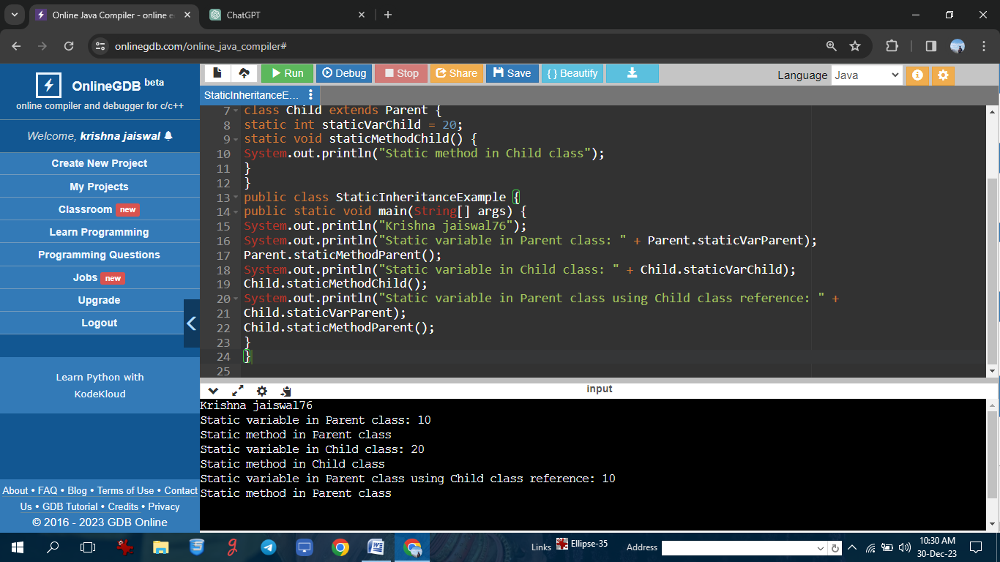 Online Java Compiler - online e
ChatGPT
onlinegdb.com/online_java_compiler#
OnlineGDB beta
online compiler and debugger for c/c++
Welcome, krishna jaiswal
Create New Project
My Projects
Classroom new
Learn Programming
Programming Questions
Jobs new
Upgrade
Logout
Learn Python with
KodeKloud
About • FAQ • Blog • Terms of Use • Contact
Us • GDB Tutorial • Credits • Privacy
© 2016 - 2023 GDB Online
Run Debug Stop Share Save { } Beautify
Language Java
StaticInheritanceE...
7 class Child extends Parent {
8 static int staticVarChild = 20;
9 static void staticMethodChild() {
10 System.out.println("Static method in Child class");
11 }
12 }
13 public class StaticInheritanceExample {
14 public static void main(String[] args) {
15 System.out.println("Krishna jaiswal76");
16 System.out.println("Static variable in Parent class: " + Parent.staticVarParent);
17 Parent.staticMethodParent();
18 System.out.println("Static variable in Child class: " + Child.staticVarChild);
19 Child.staticMethodChild();
20 System.out.println("Static variable in Parent class using Child class reference: " +
21 Child.staticVarParent);
22 Child.staticMethodParent();
23 }
24 }
25
input
Krishna jaiswal76
Static variable in Parent class: 10
Static method in Parent class
Static variable in Child class: 20
Static method in Child class
Static variable in Parent class using Child class reference: 10
Static method in Parent class
Links Ellipse-35 Address
10:30 AM
30-Dec-23